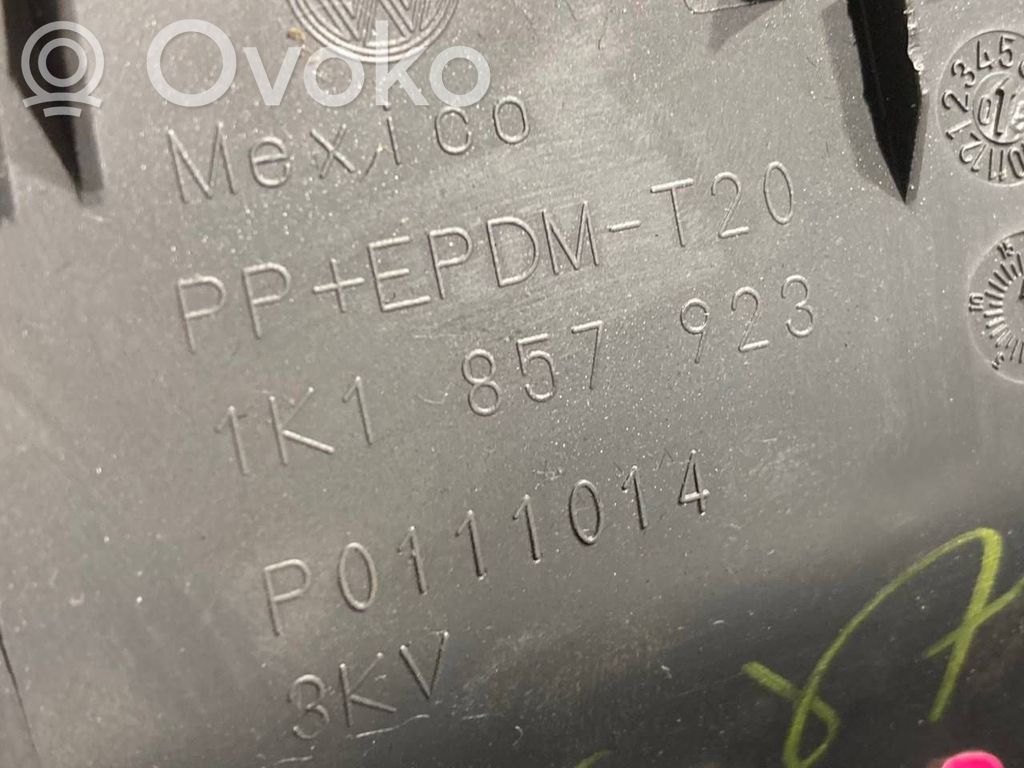 Ovoko
Mexico
PP+EPDM-T20
1K1 857 923
P0111014
3KV